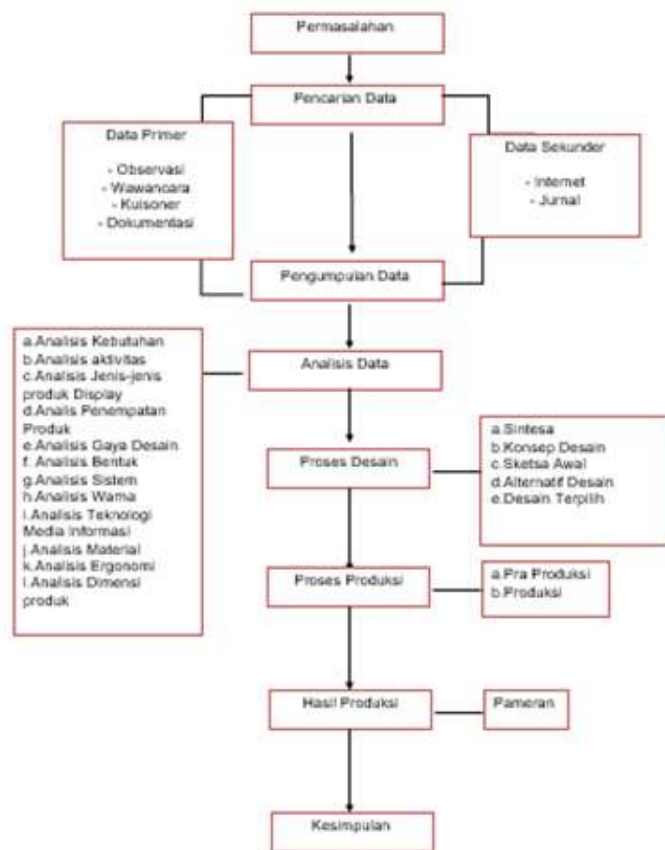 Permasalahan
Pencarian Data
Data Primer
- Observasi
- Wawancara
- Kuisoner
- Dokumentasi
Data Sekunder
- Internet
- Jurnal
Pengumpulan Data
a.Analisis Kebutuhan
b.Analisis aktivitas
c.Analisis Jenis-jenis
produk Display
d.Analis Penempatan
Produk
e.Analisis Gaya Desain
f. Analisis Bentuk
g.Analisis Sistem
h.Analisis Warna
i.Analisis Teknologi
Media Informasi
j.Analisis Material
k.Analisis Ergonomi
l.Analisis Dimensi
produk
Analisis Data
Proses Desain
a.Sintesa
b.Konsep Desain
c.Sketsa Awal
d.Alternatif Desain
e.Desain Terpilih
Proses Produksi
a.Pra Produksi
b.Produksi
Hasil Produksi
Pameran
Kesimpulan